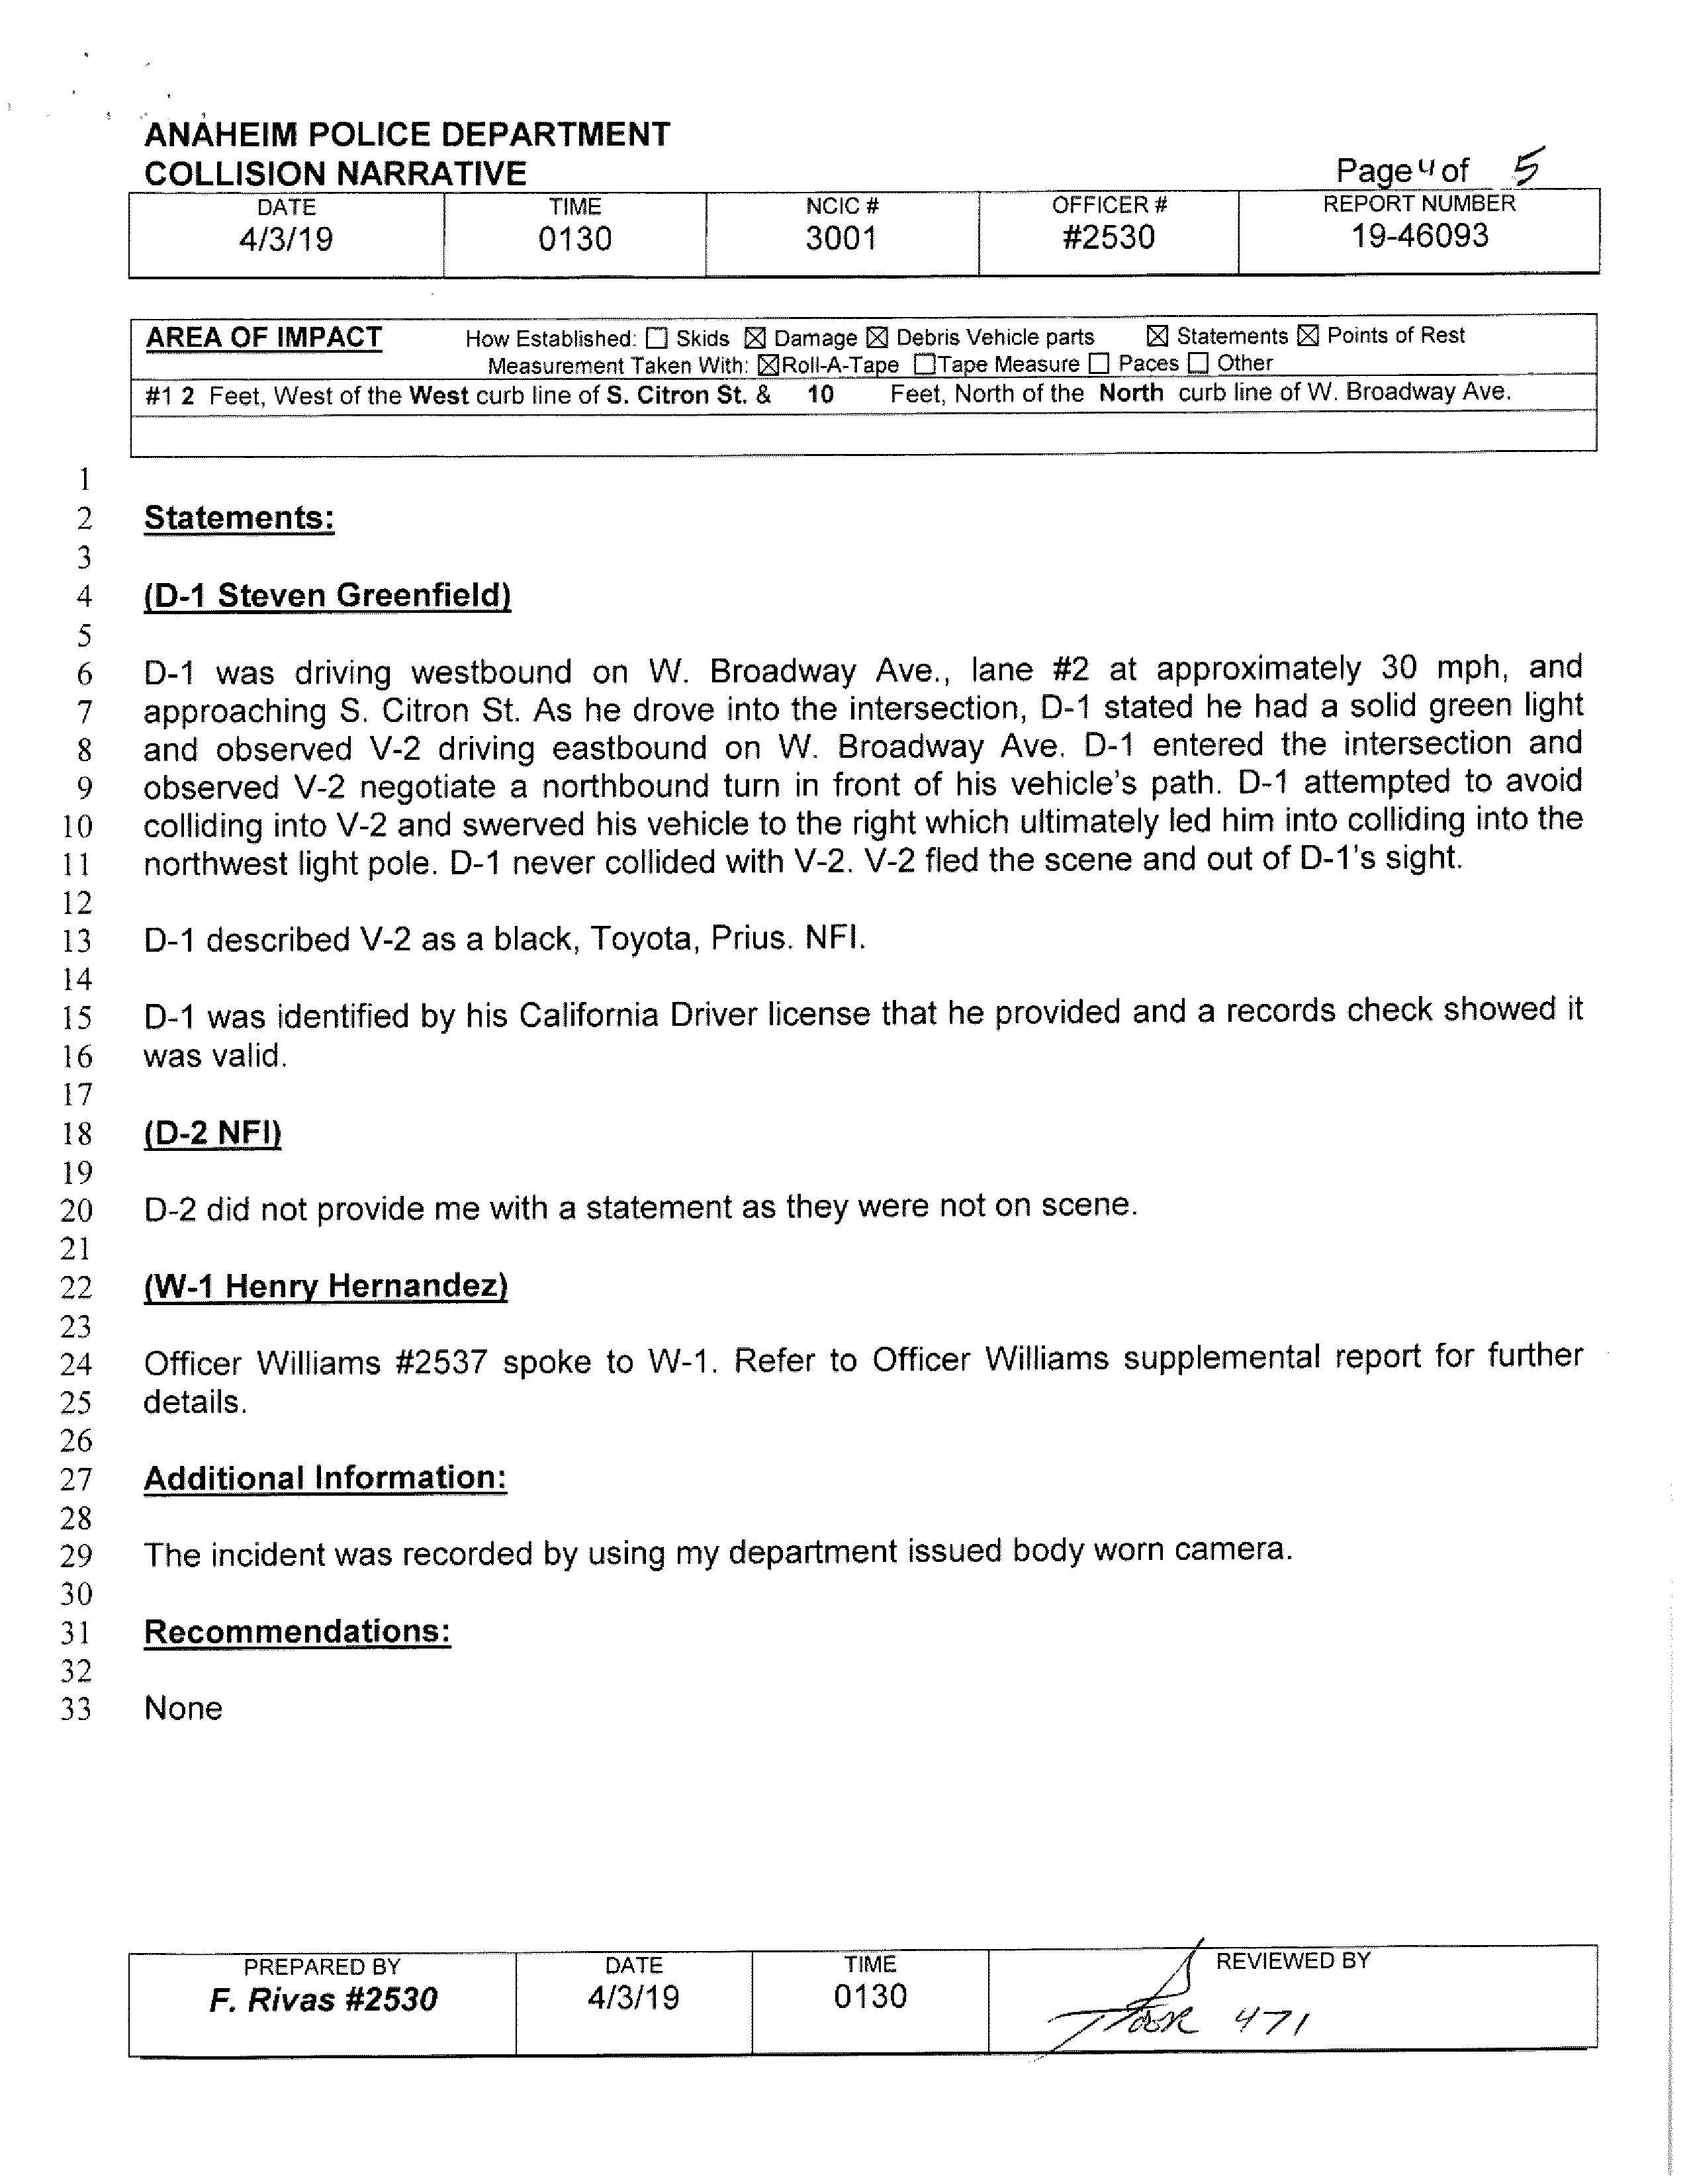 ANAHEIM POLICE DEPARTMENT
COLLISION NARRATIVE
Page 4 of 5
DATE TIME NCIC # OFFICER # REPORT NUMBER
4/3/19 0130 3001 #2530 19-46093
AREA OF IMPACT How Established: ☐ Skids ☒ Damage ☒ Debris Vehicle parts ☒ Statements ☒ Points of Rest
Measurement Taken With: ☒Roll-A-Tape ☐Tape Measure ☐ Paces ☐ Other
#1 2 Feet, West of the West curb line of S. Citron St. & 10 Feet, North of the North curb line of W. Broadway Ave.
1
2 Statements:
3
4 (D-1 Steven Greenfield)
5
6 D-1 was driving westbound on W. Broadway Ave., lane #2 at approximately 30 mph, and
7 approaching S. Citron St. As he drove into the intersection, D-1 stated he had a solid green light
8 and observed V-2 driving eastbound on W. Broadway Ave. D-1 entered the intersection and
9 observed V-2 negotiate a northbound turn in front of his vehicle's path. D-1 attempted to avoid
10 colliding into V-2 and swerved his vehicle to the right which ultimately led him into colliding into the
11 northwest light pole. D-1 never collided with V-2. V-2 fled the scene and out of D-1's sight.
12
13 D-1 described V-2 as a black, Toyota, Prius. NFI.
14
15 D-1 was identified by his California Driver license that he provided and a records check showed it
16 was valid.
17
18 (D-2 NFI)
19
20 D-2 did not provide me with a statement as they were not on scene.
21
22 (W-1 Henry Hernandez)
23
24 Officer Williams #2537 spoke to W-1. Refer to Officer Williams supplemental report for further
25 details.
26
27 Additional Information:
28
29 The incident was recorded by using my department issued body worn camera.
30
31 Recommendations:
32
33 None
PREPARED BY DATE TIME REVIEWED BY
F. Rivas #2530 4/3/19 0130 471